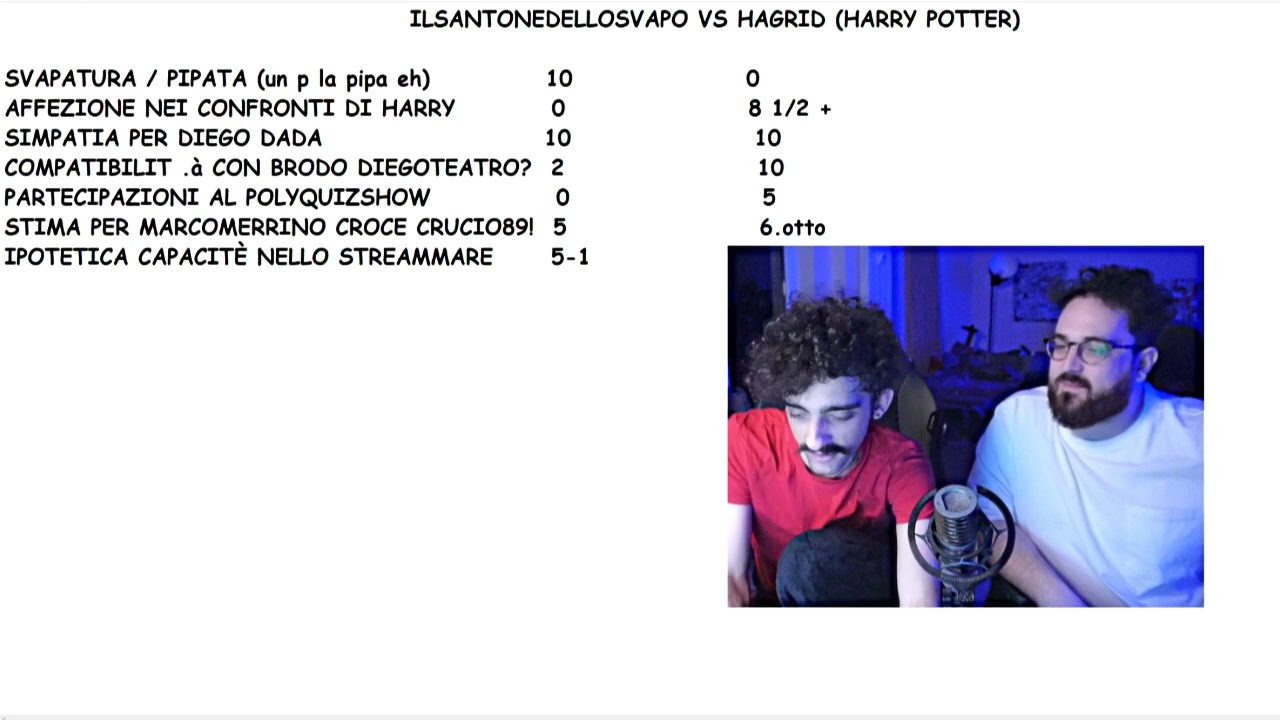 ILSANTONEDELLOSVAPO VS HAGRID (HARRY POTTER)
SVAPATURA / PIPATA (un p la pipa eh) 10 0
AFFEZIONE NEI CONFRONTI DI HARRY 0 8 1/2 +
SIMPATIA PER DIEGO DADA 10 10
COMPATIBILIT .à CON BRODO DIEGOTEATRO? 2 10
PARTECIPAZIONI AL POLYQUIZSHOW 0 5
STIMA PER MARCOMERRINO CROCE CRUCIO89! 5 6.otto
IPOTETICA CAPACITÈ NELLO STREAMMARE 5-1